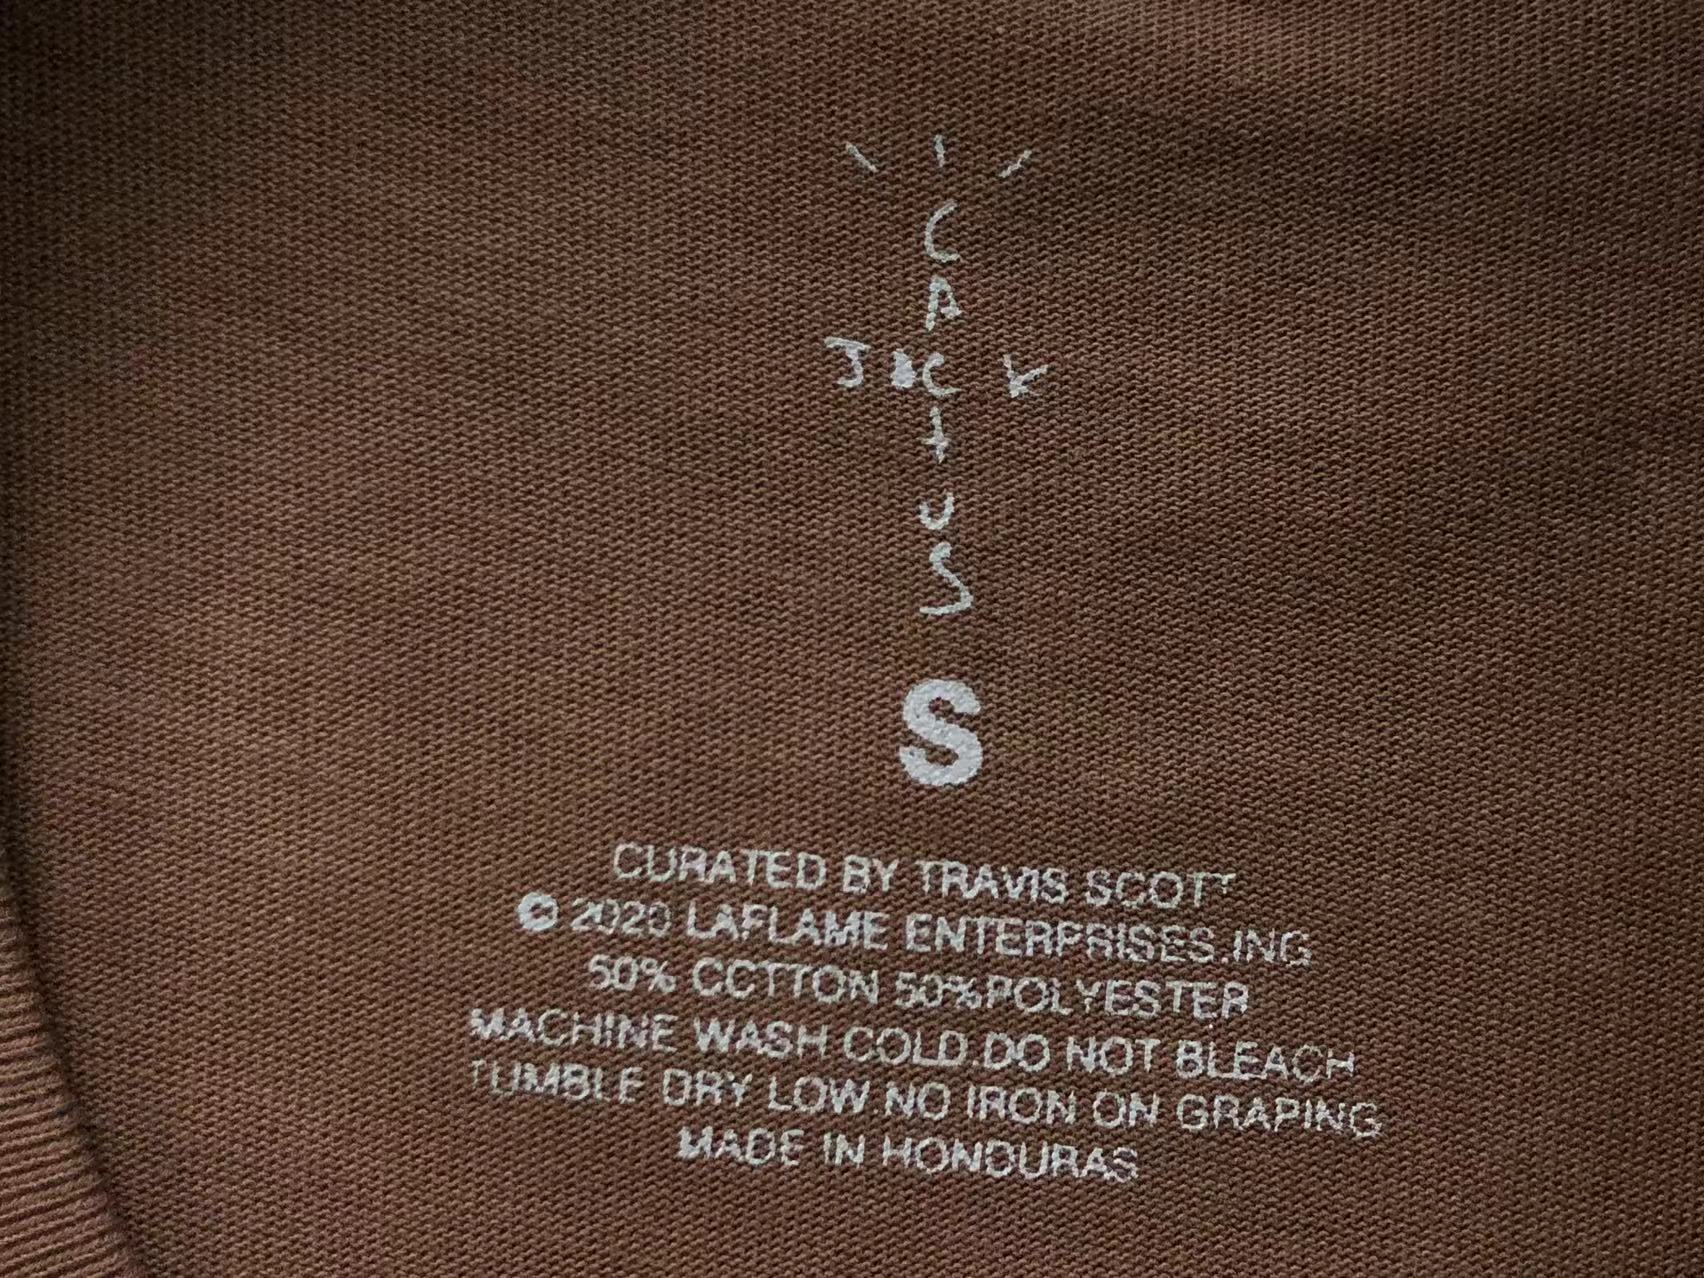 CACTUS
JACK
S
CURATED BY TRAVIS SCOTT
© 2020 LAFLAME ENTERPRISES.ING
50% CCTTON 50%POLYESTER
MACHINE WASH COLD.DO NOT BLEACH
TUMBLE DRY LOW.NO IRON ON GRAPING
MADE IN HONDURAS